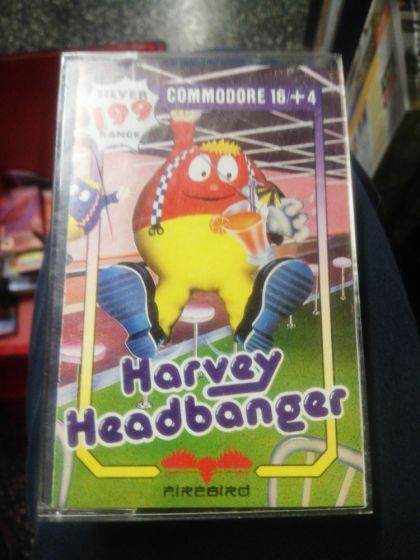 SILVER
199
RANGE
COMMODORE 16/+4
Harvey
Headbanger
FIREBIRD